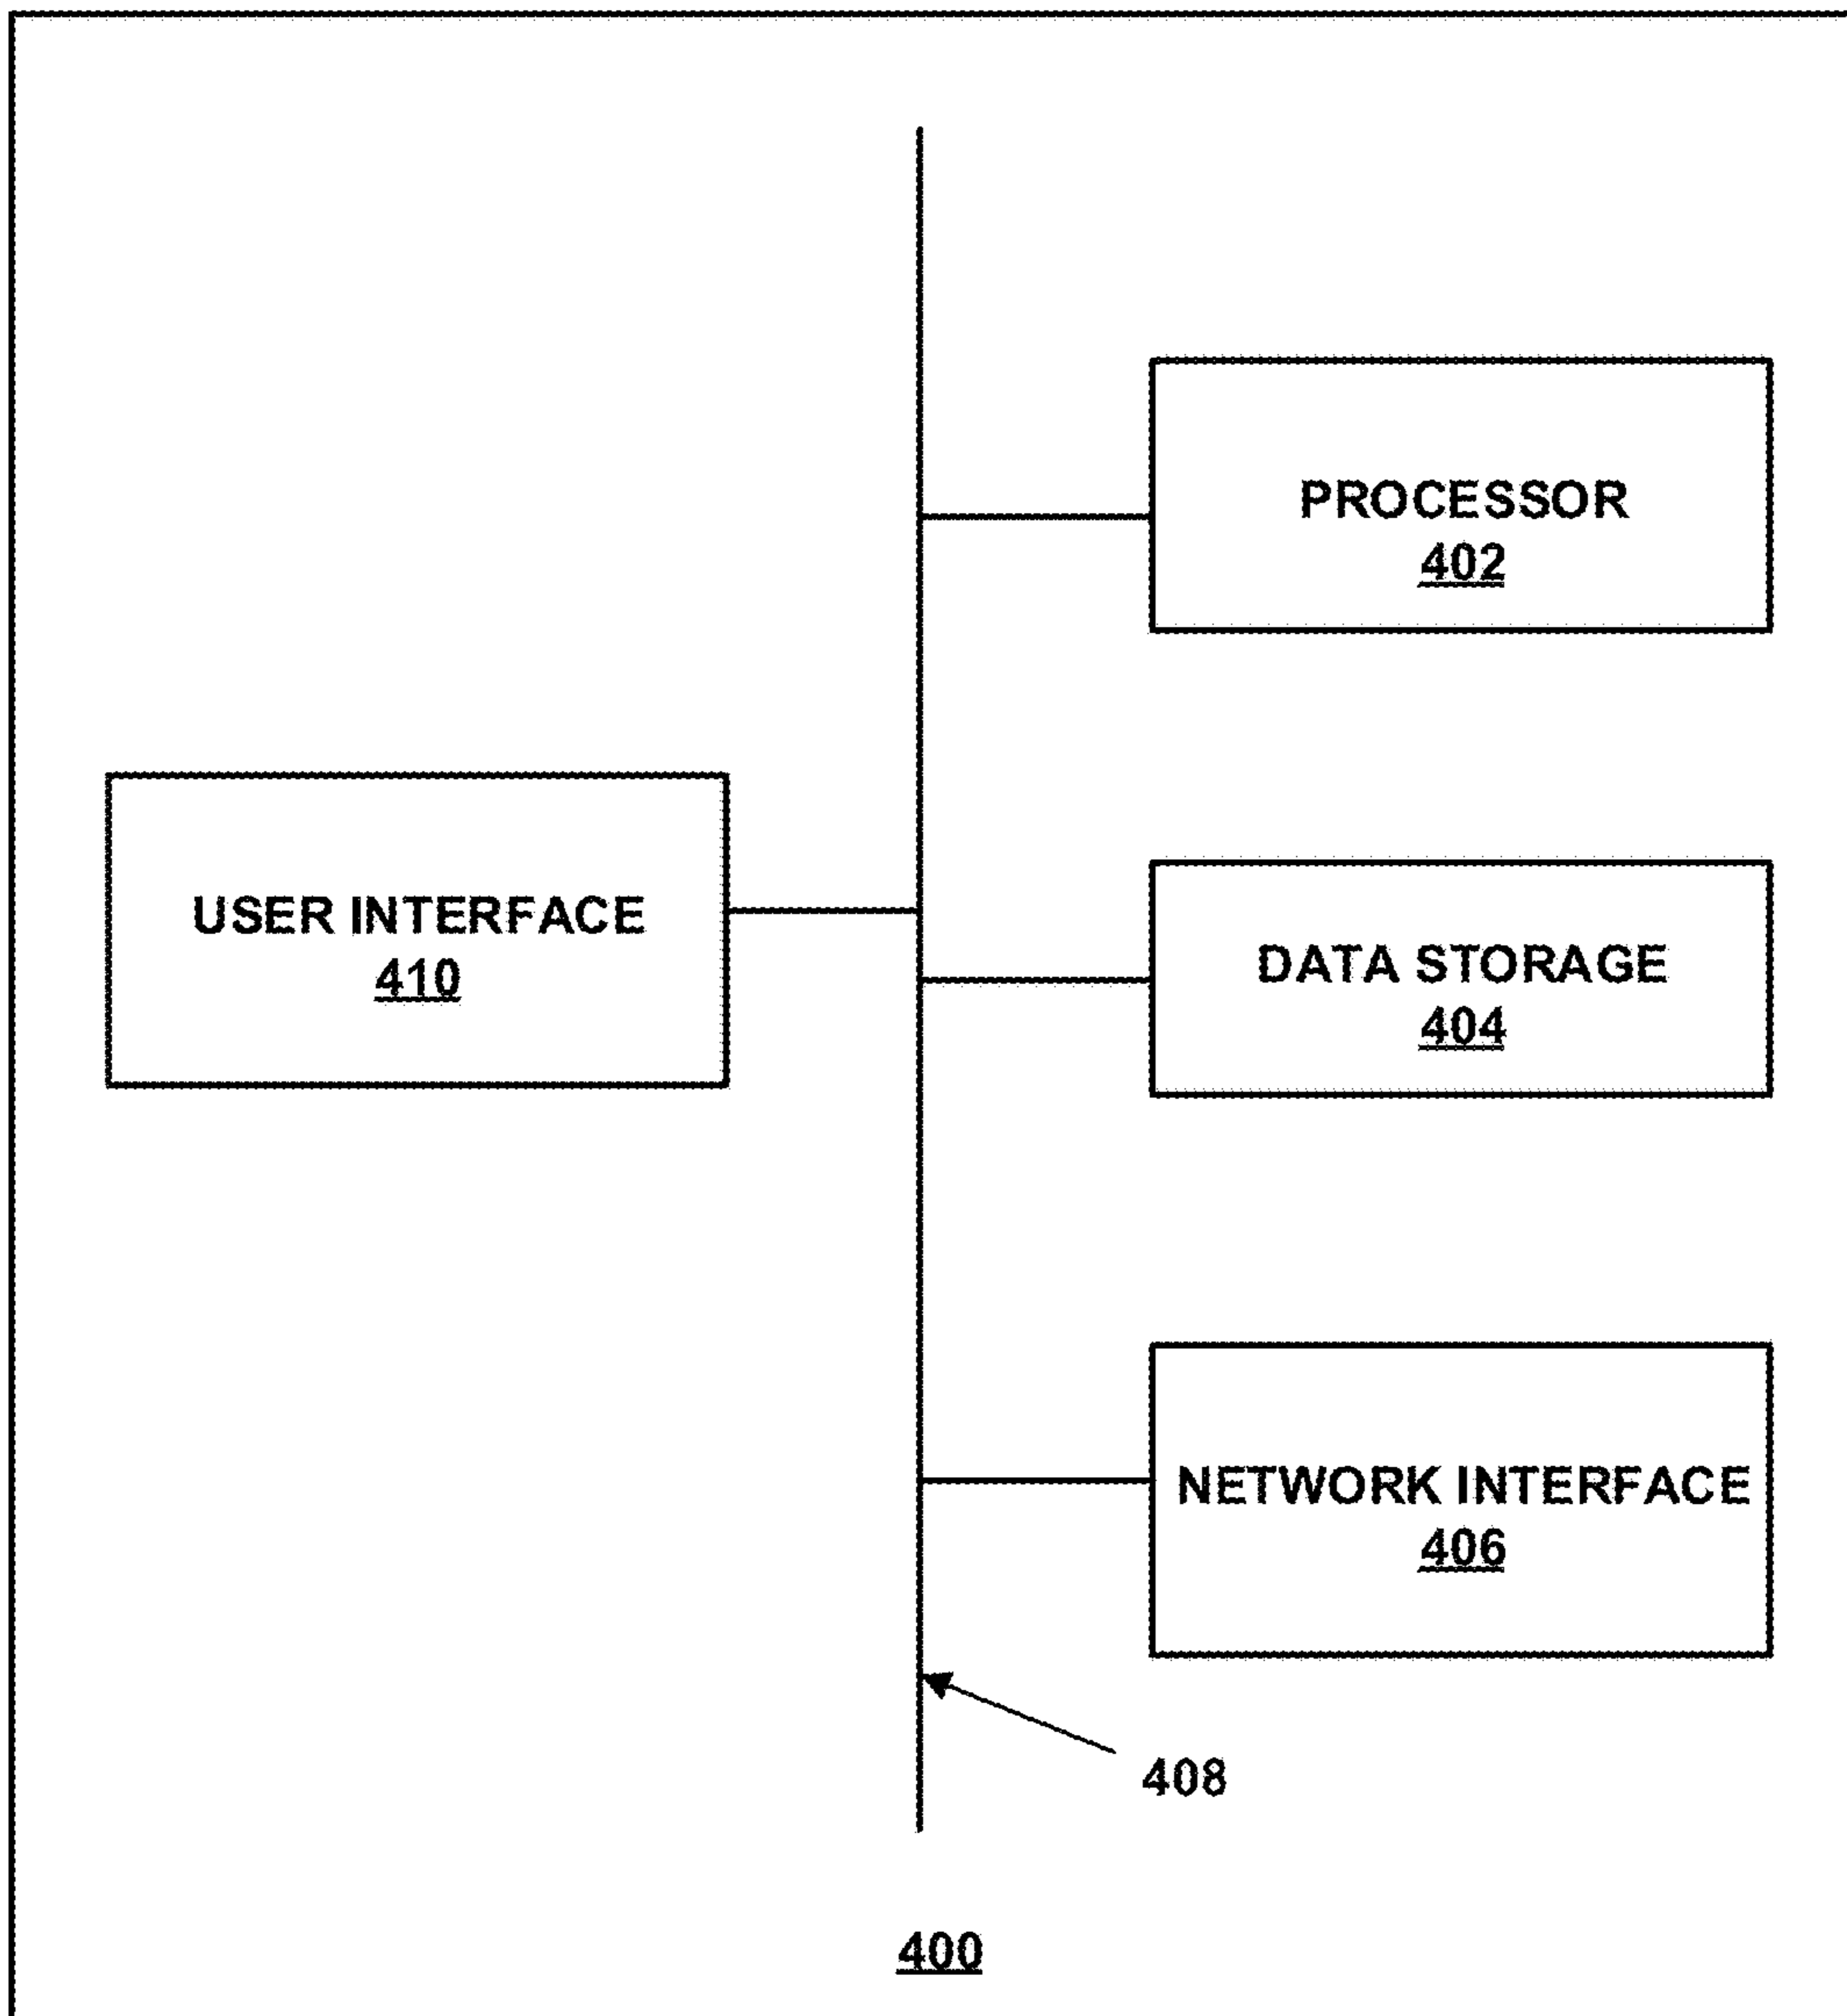 PROCESSOR
402
USER INTERFACE
410
DATA STORAGE
404
NETWORK INTERFACE
406
408
400